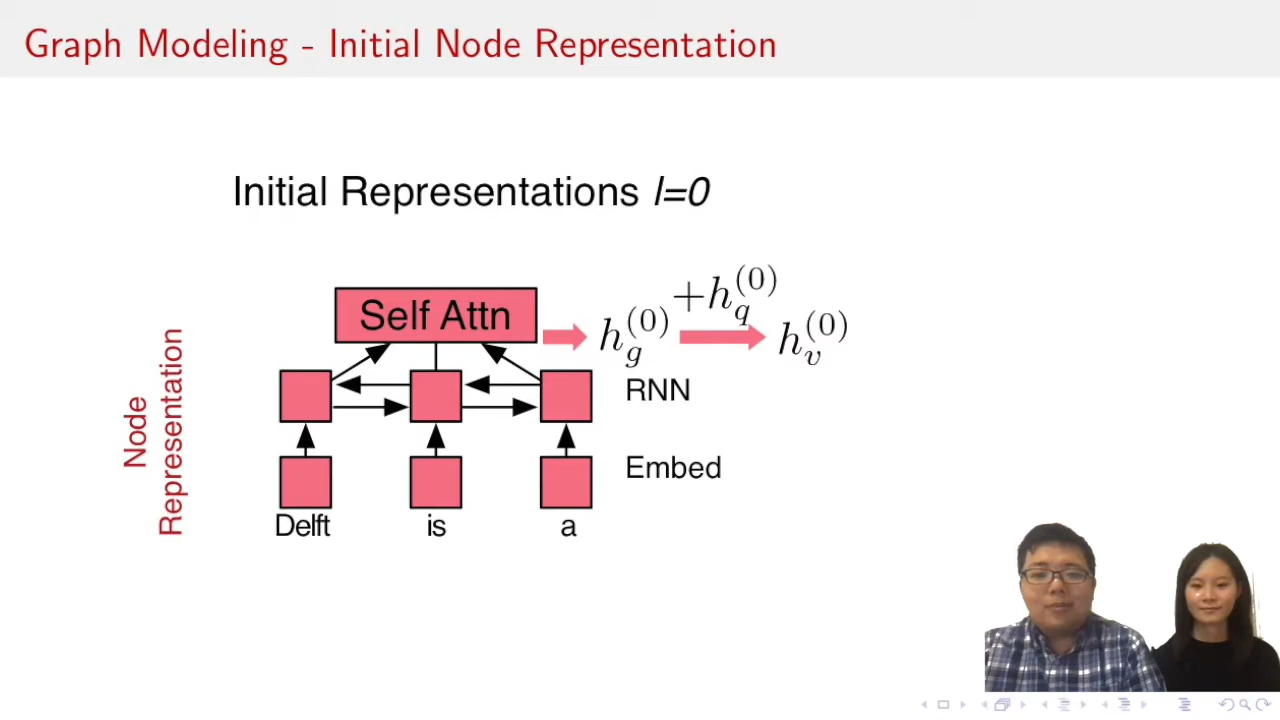 Graph Modeling - Initial Node Representation
Initial Representations l=0
Self Attn
h_g^{(0)} +h_q^{(0)} h_v^{(0)}
RNN
Node
Representation
Embed
Delft is a